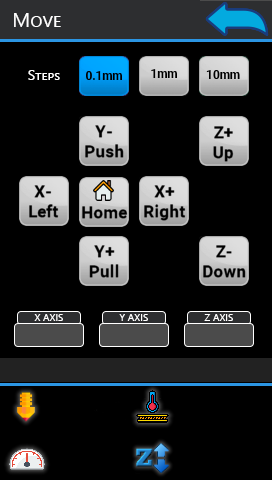 Move
Steps 0.1mm 1mm 10mm
Y-
Push
Z+
Up
X-
Left
Home
X+
Right
Y+
Pull
Z-
Down
X AXIS Y AXIS Z AXIS
Z